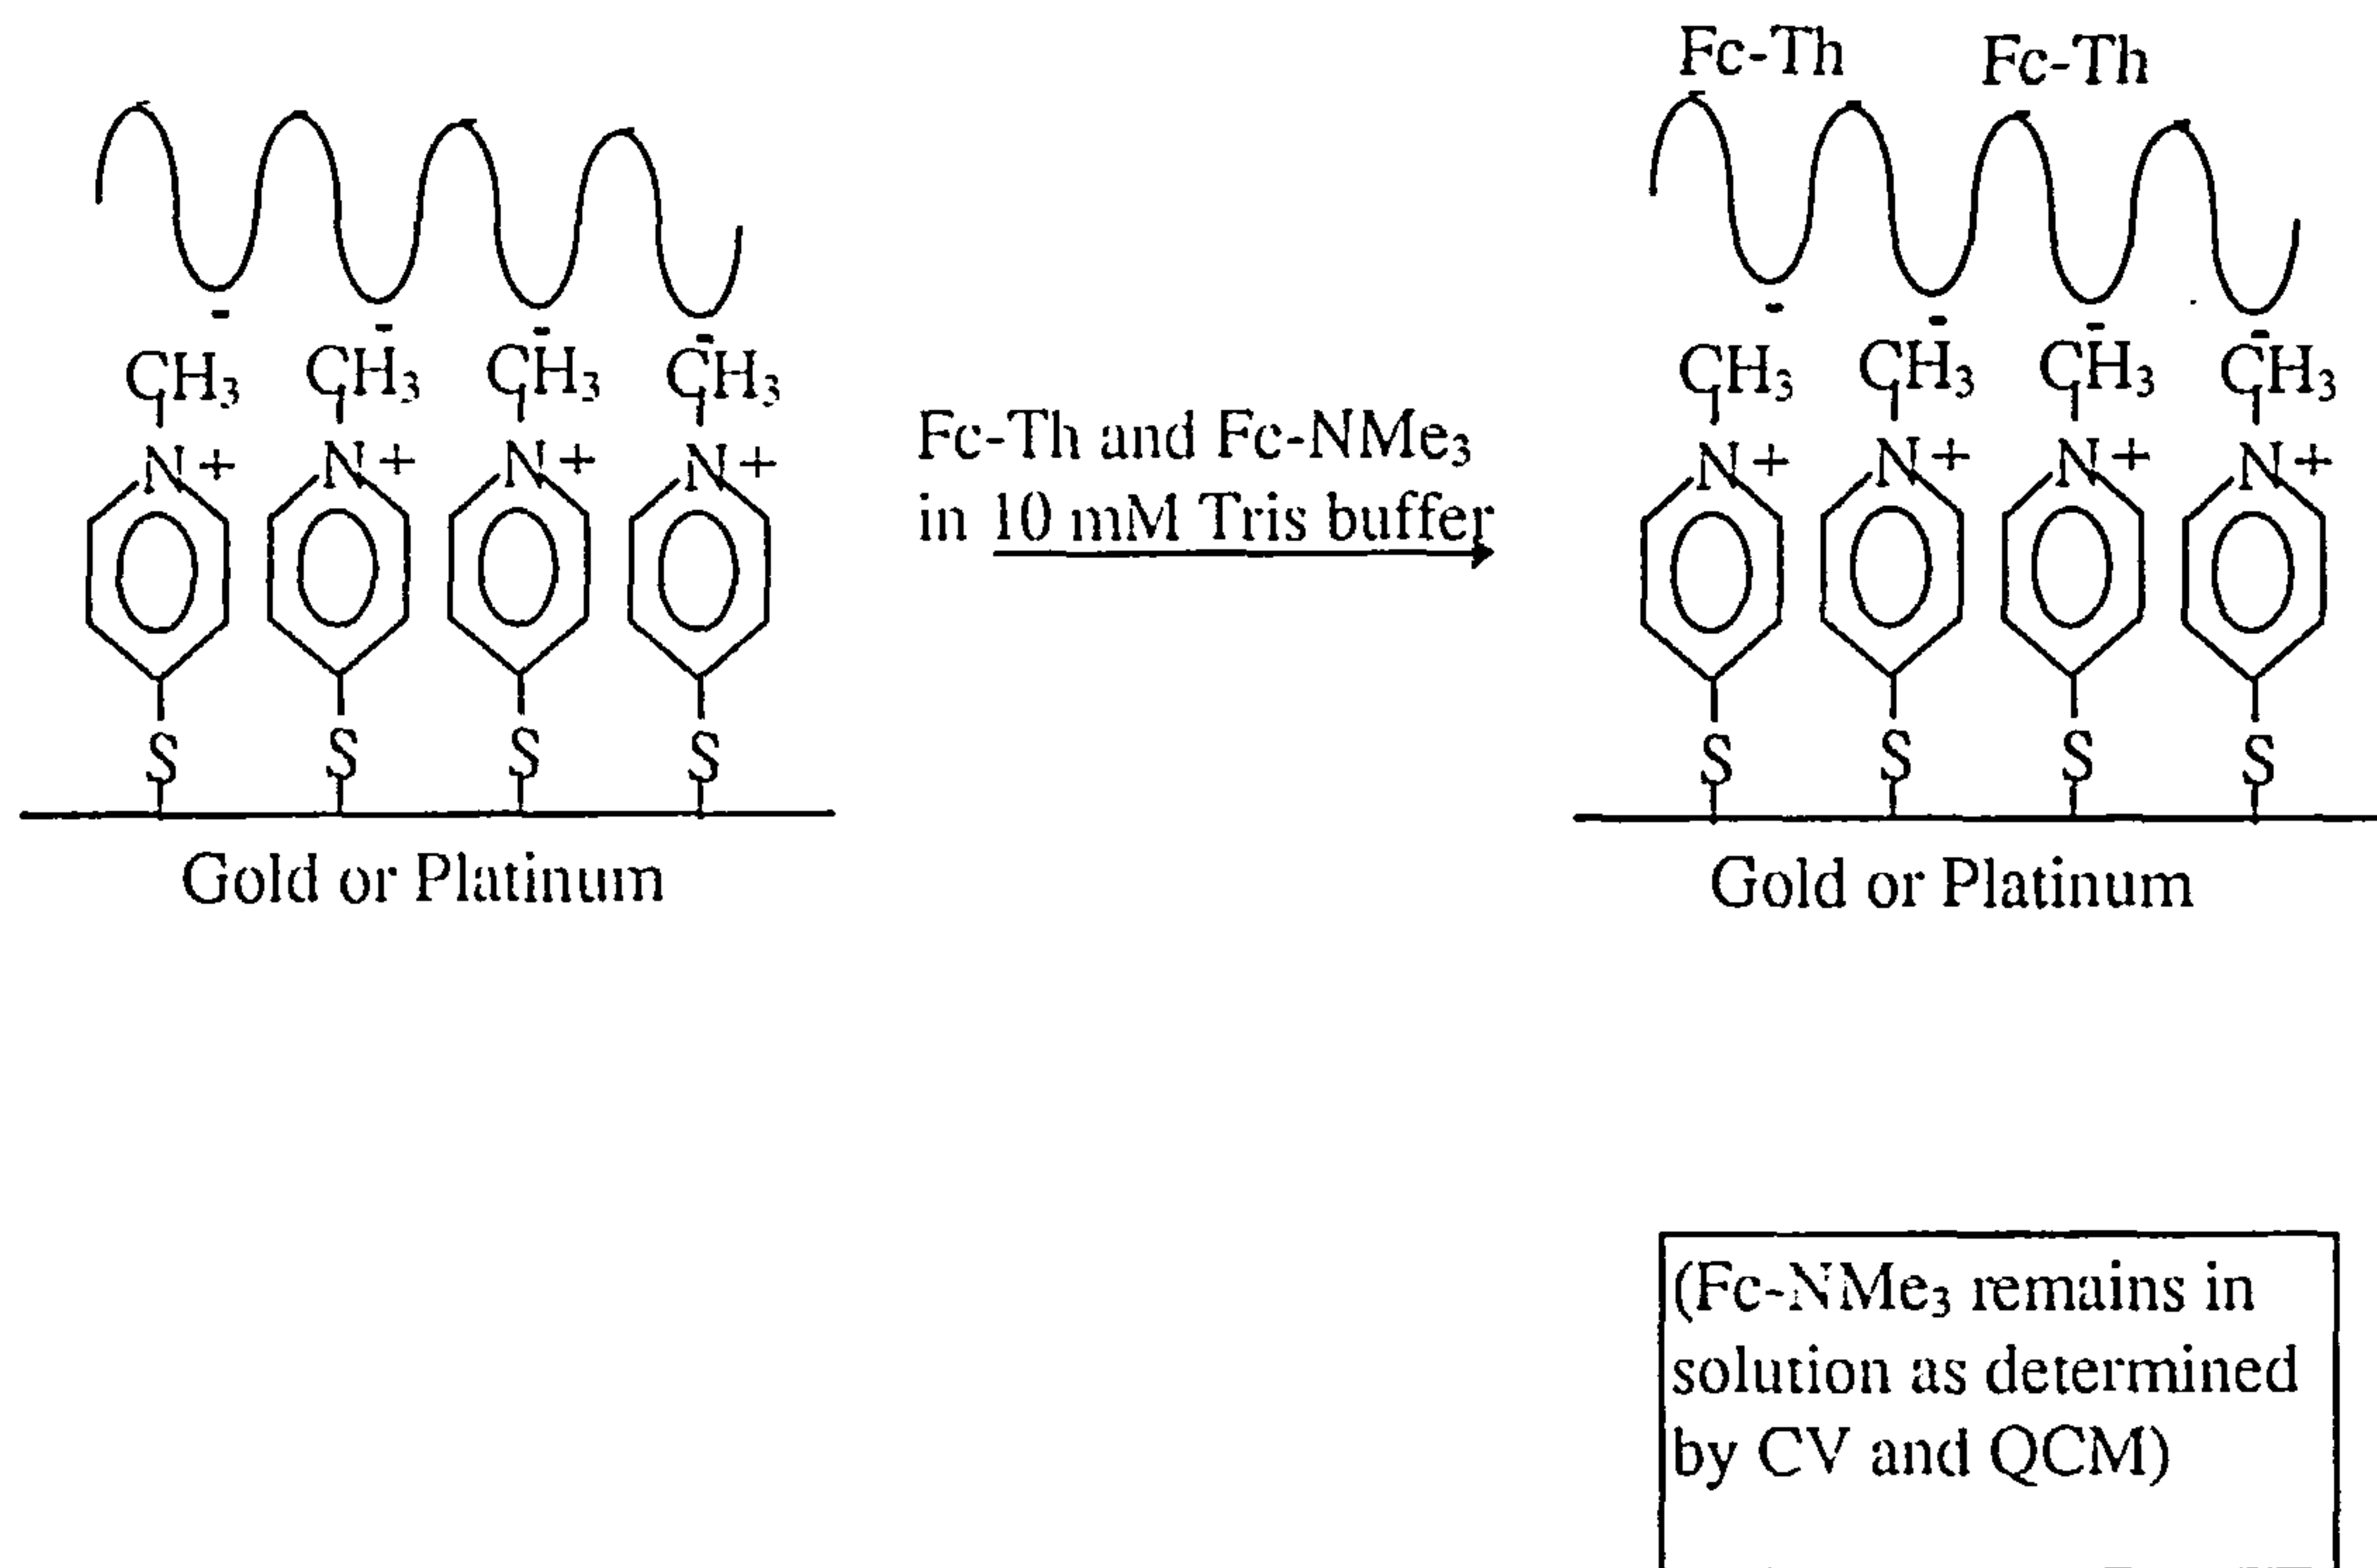 Fc-Th Fc-Th
- - - -
CH3 CH3 CH3 CH3
N+ N+ N+ N+
S S S S
Gold or Platinum
Fc-Th and Fc-NMe3
in 10 mM Tris buffer
- - - -
CH3 CH3 CH3 CH3
N+ N+ N+ N+
S S S S
Gold or Platinum
(Fc-NMe3 remains in
solution as determined
by CV and QCM)